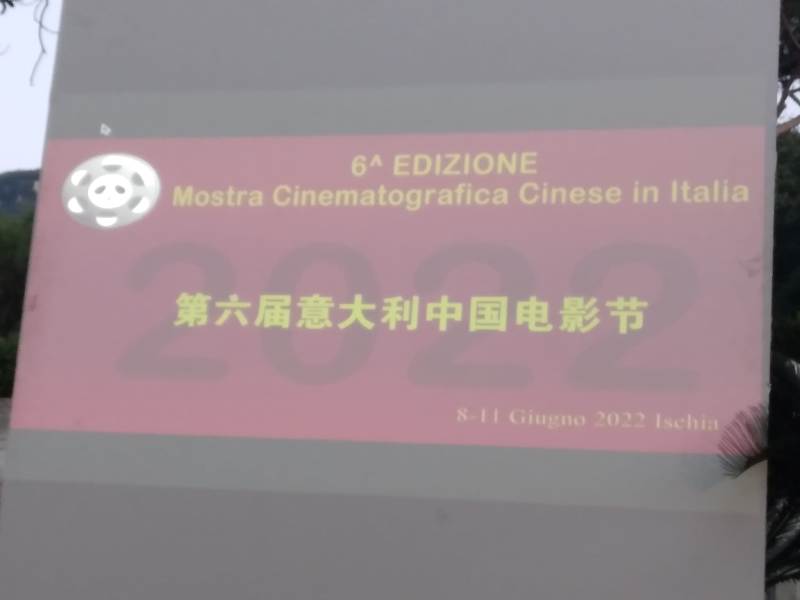 6^ EDIZIONE
Mostra Cinematografica Cinese in Italia
2022
第六届意大利中国电影节
8-11 Giugno 2022 Ischia